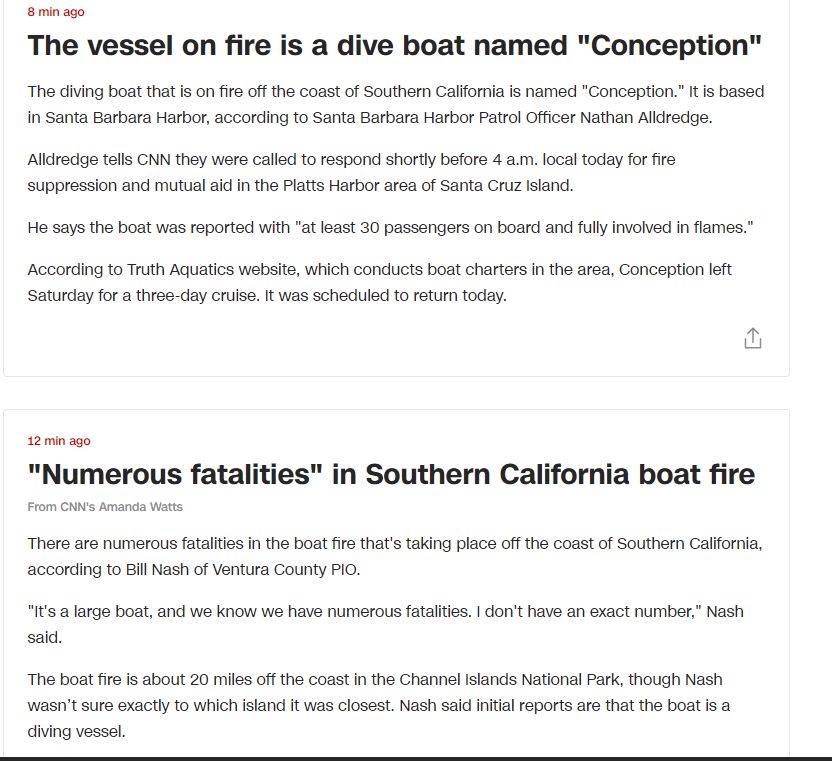 8 min ago
The vessel on fire is a dive boat named "Conception"
The diving boat that is on fire off the coast of Southern California is named "Conception." It is based
in Santa Barbara Harbor, according to Santa Barbara Harbor Patrol Officer Nathan Alldredge.
Alldredge tells CNN they were called to respond shortly before 4 a.m. local today for fire
suppression and mutual aid in the Platts Harbor area of Santa Cruz Island.
He says the boat was reported with "at least 30 passengers on board and fully involved in flames."
According to Truth Aquatics website, which conducts boat charters in the area, Conception left
Saturday for a three-day cruise. It was scheduled to return today.
12 min ago
"Numerous fatalities" in Southern California boat fire
From CNN's Amanda Watts
There are numerous fatalities in the boat fire that's taking place off the coast of Southern California,
according to Bill Nash of Ventura County PIO.
"It's a large boat, and we know we have numerous fatalities. I don't have an exact number," Nash
said.
The boat fire is about 20 miles off the coast in the Channel Islands National Park, though Nash
wasn’t sure exactly to which island it was closest. Nash said initial reports are that the boat is a
diving vessel.